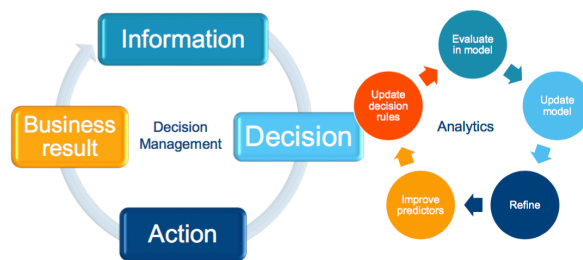 Information
Business
result
Decision
Management
Decision
Action
Evaluate
in model
Update
decision
rules
Analytics
Update
model
Improve
predictors
Refine